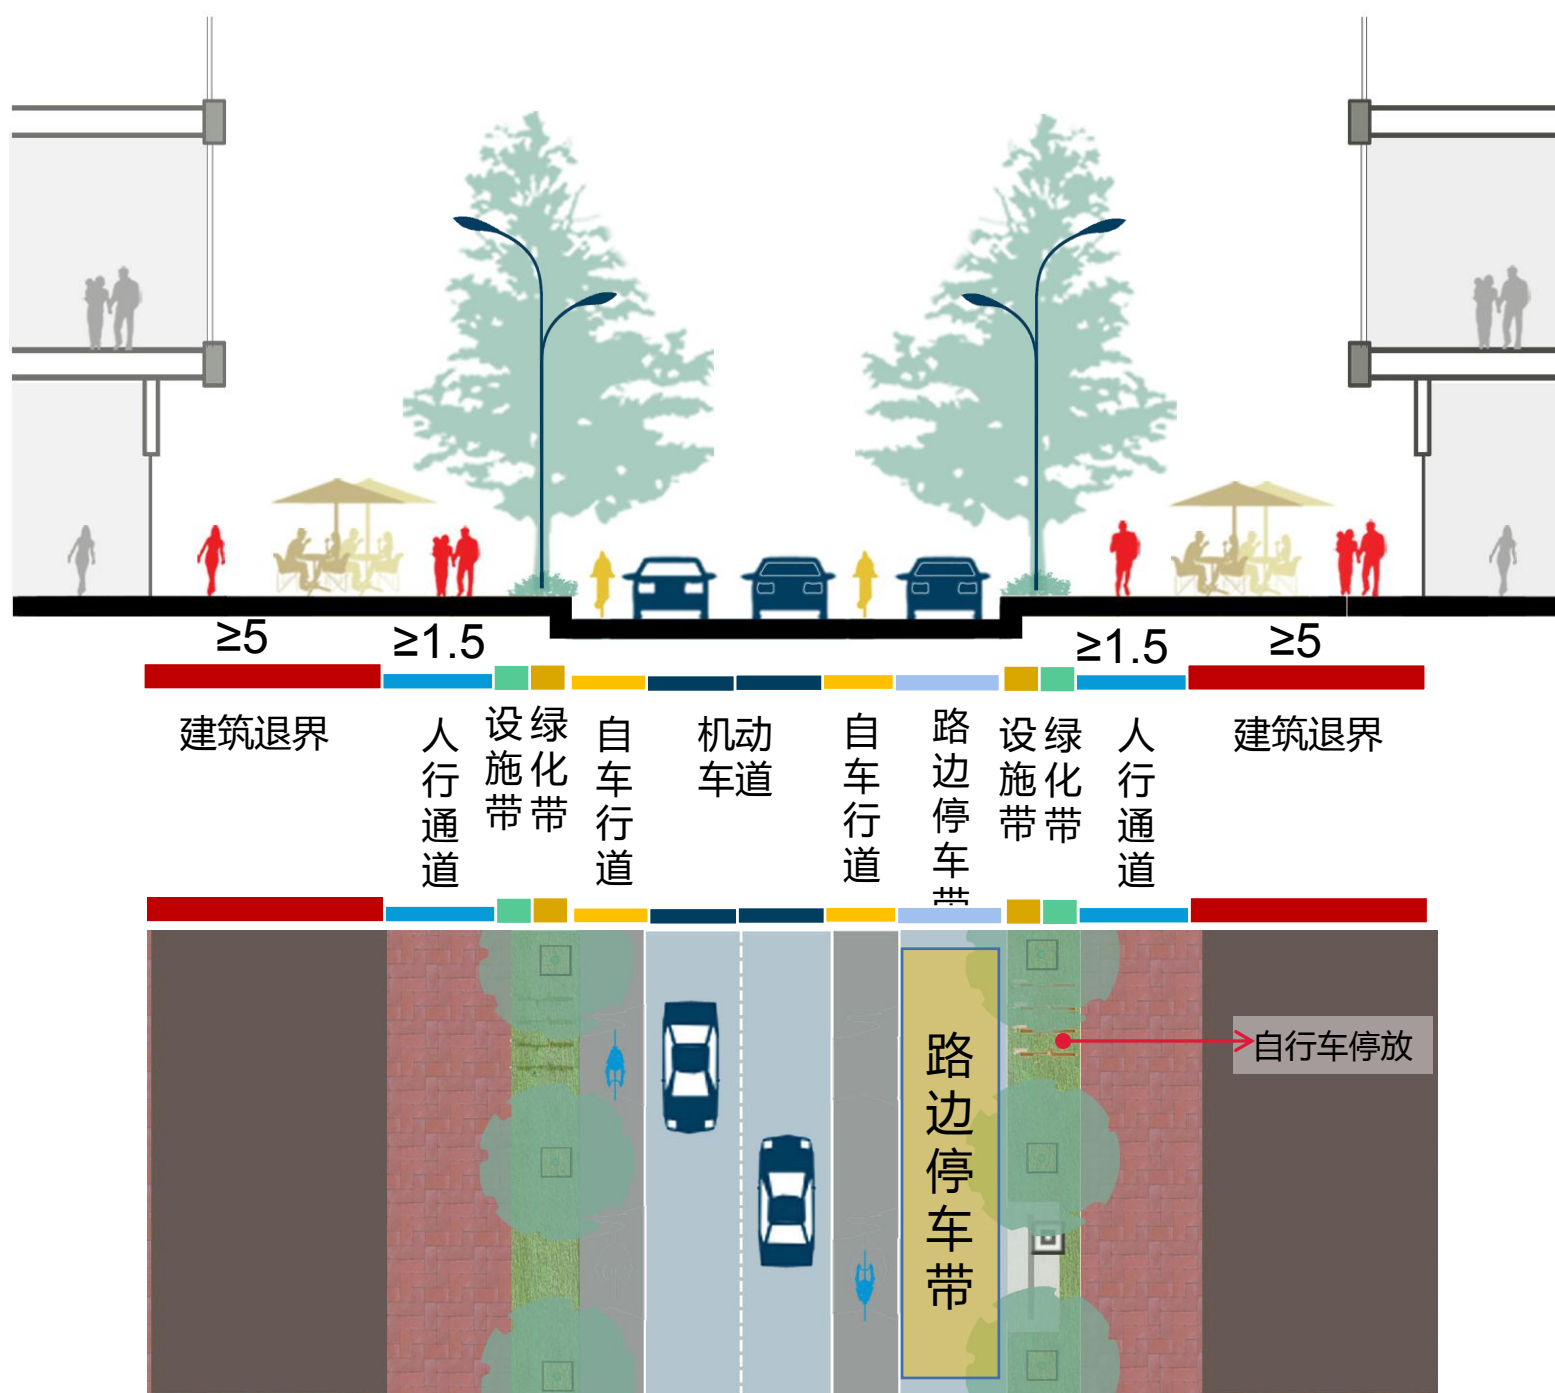 ≥5
≥1.5
≥1.5
≥5
建筑退界
人行通道
设施带
绿化带
自车行道
机动
车道
自车行道
路边停车带
设施带
绿化带
人行通道
建筑退界
路边停车带
自行车停放